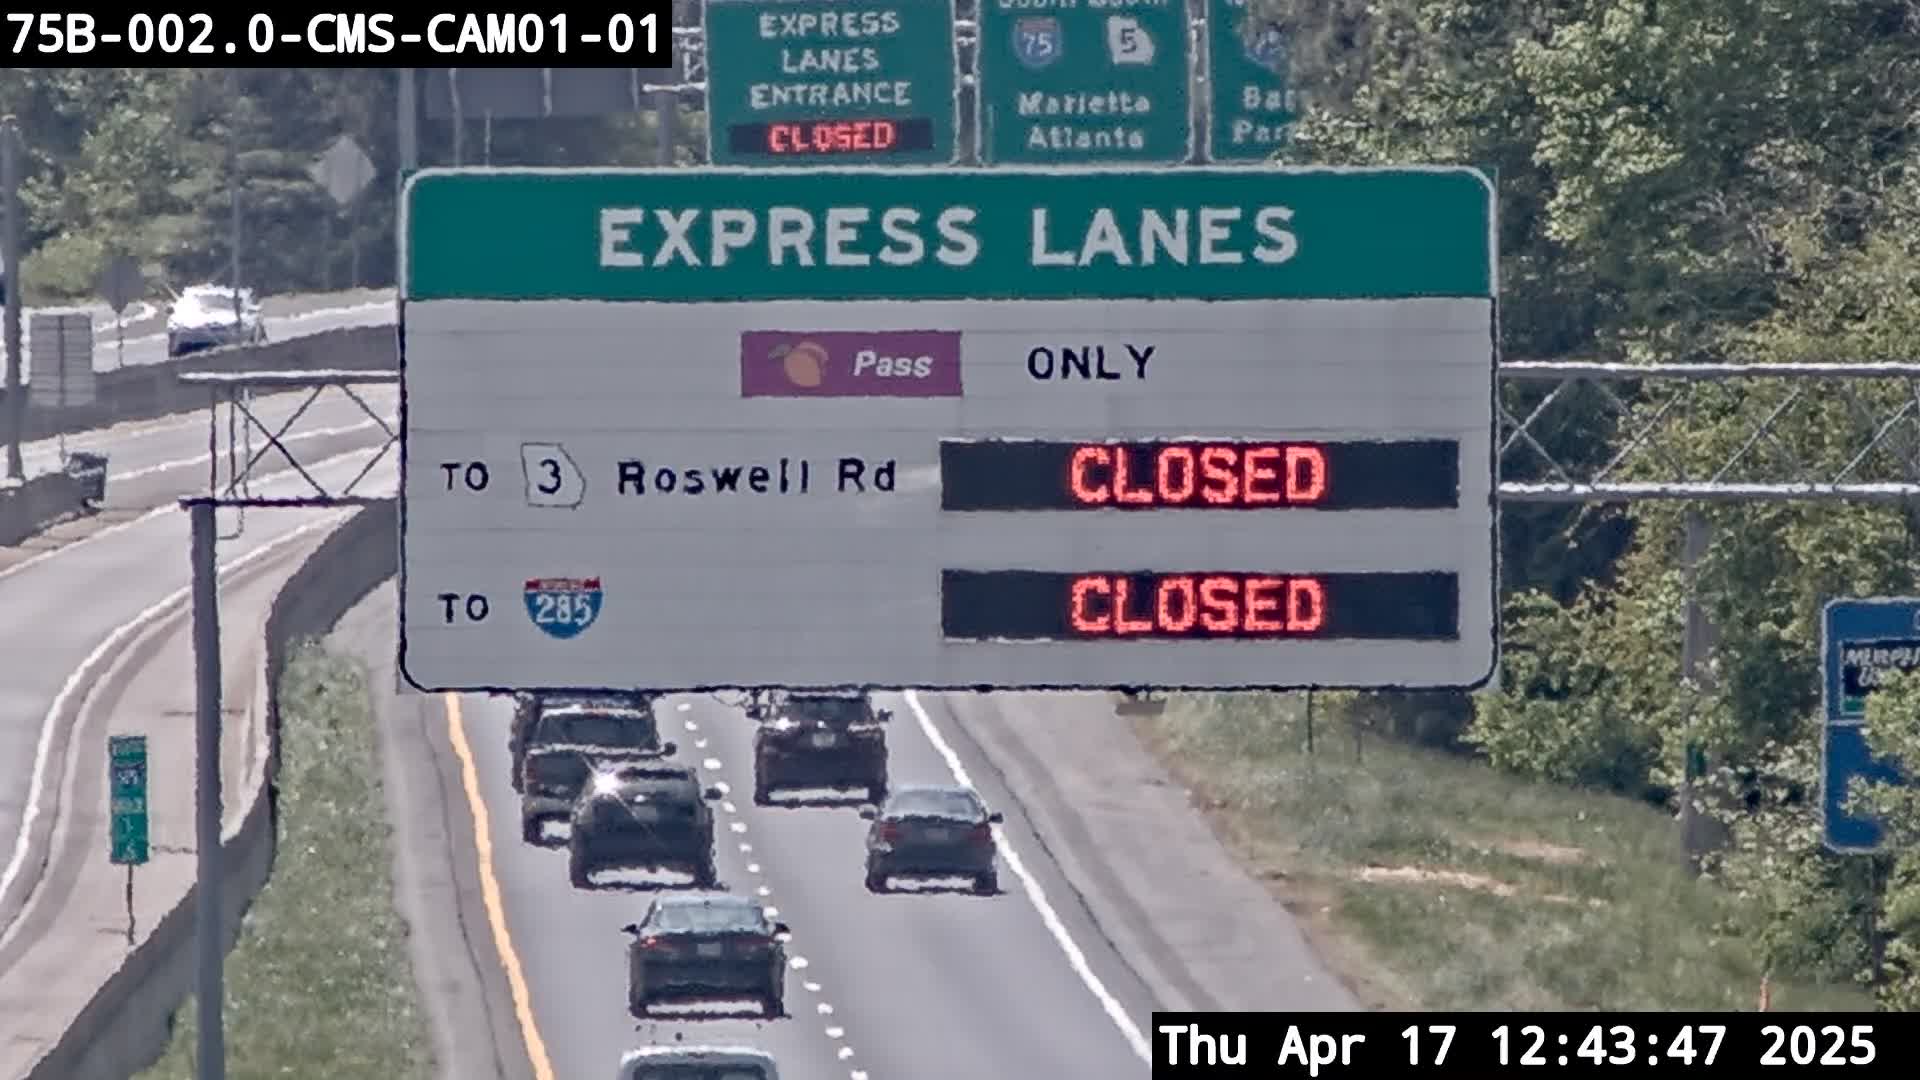 75B-002.0-CMS-CAM01-01
EXPRESS
LANES
ENTRANCE
CLOSED
75
5
Marietta
Atlanta
EXPRESS LANES
Pass ONLY
TO 3 Roswell Rd CLOSED
TO 285 CLOSED
Thu Apr 17 12:43:47 2025